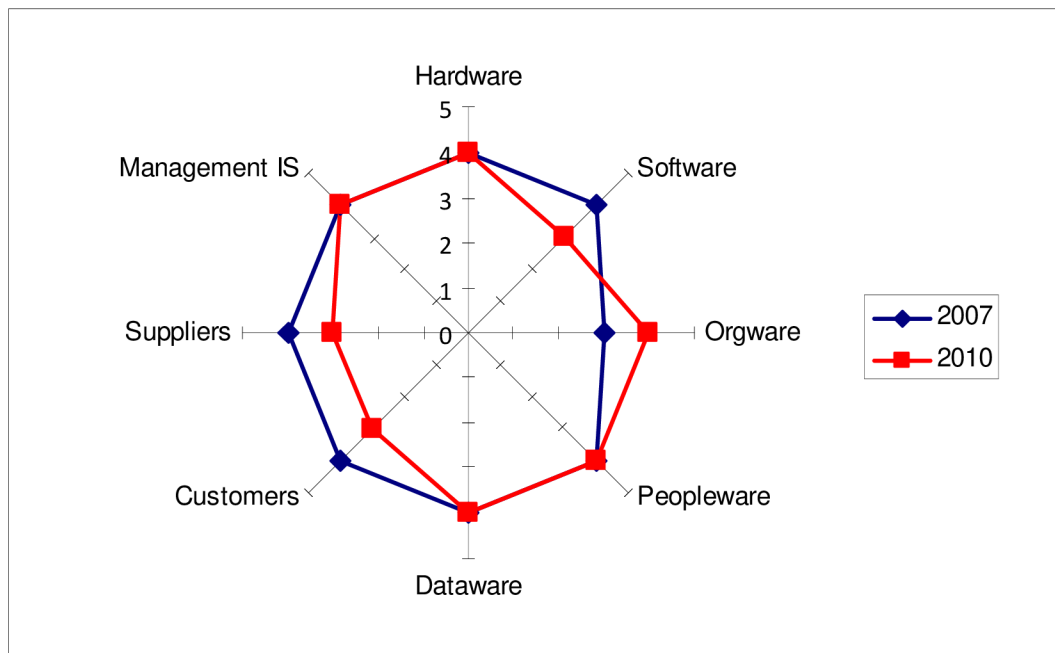 Hardware
5
Management IS
4
Software
3
2
1
Suppliers
0
Orgware
2007
2010
Customers
Peopleware
Dataware